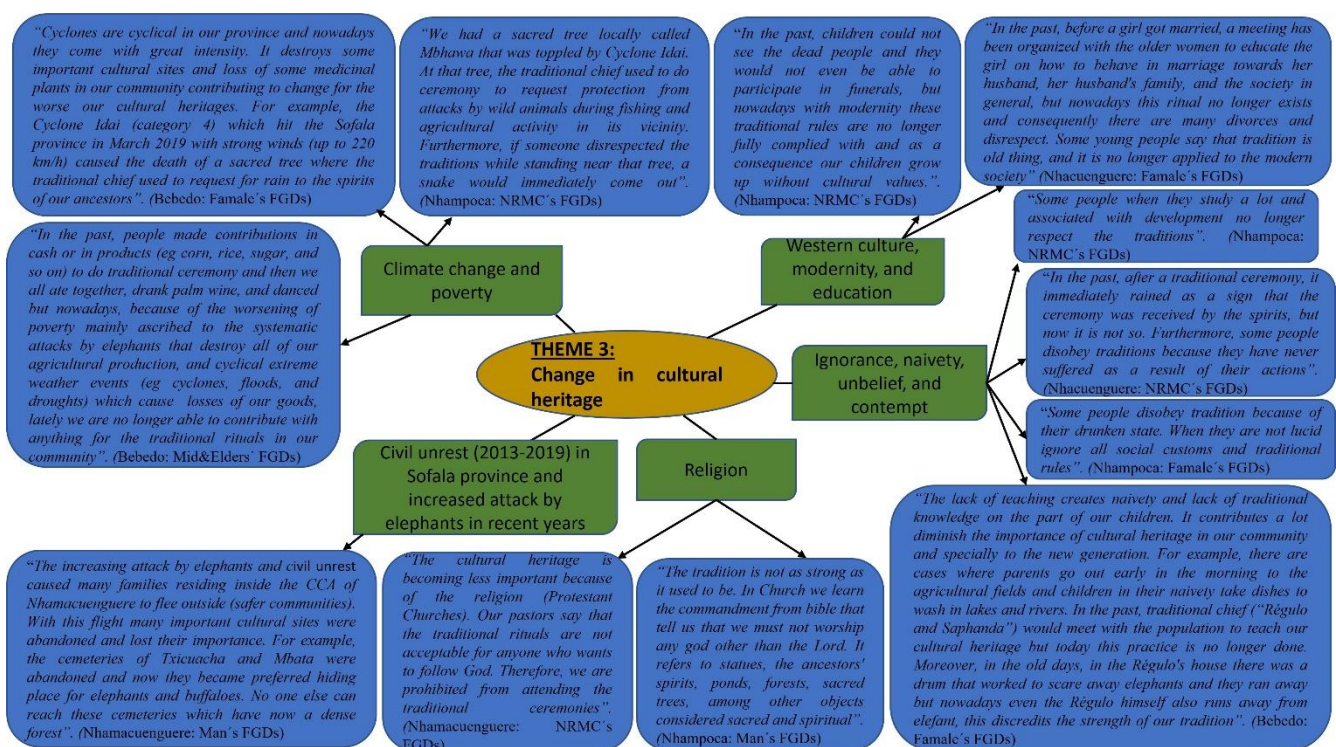 “Cyclones are cyclical in our province and nowadays
they come with great intensity. It destroys some
important cultural sites and loss of some medicinal
plants in our community contributing to change for the
worse our cultural heritages. For example, the
Cyclone Idai (category 4) which hit the Sofala
province in March 2019 with strong winds (up to 220
km/h) caused the death of a sacred tree where the
traditional chief used to request for rain to the spirits
of our ancestors”. (Bebedo: Famale´s FGDs)
“We had a sacred tree locally called
Mbhawa that was toppled by Cyclone Idai.
At that tree, the traditional chief used to do
ceremony to request protection from
attacks by wild animals during fishing and
agricultural activity in its vicinity.
Furthermore, if someone disrespected the
traditions while standing near that tree, a
snake would immediately come out”.
(Nhampoca: NRMC´s FGDs)
“In the past, children could not
see the dead people and they
would not even be able to
participate in funerals, but
nowadays with modernity these
traditional rules are no longer
fully complied with and as a
consequence our children grow
up without cultural values.”.
(Nhampoca: NRMC´s FGDs)
“In the past, before a girl got married, a meeting has
been organized with the older women to educate the
girl on how to behave in marriage towards her
husband, her husband's family, and the society in
general, but nowadays this ritual no longer exists
and consequently there are many divorces and
disrespect. Some young people say that tradition is
old thing, and it is no longer applied to the modern
society” (Nhacuenguere: Famale´s FGDs)
“In the past, people made contributions in
cash or in products (eg corn, rice, sugar, and
so on) to do traditional ceremony and then we
all ate together, drank palm wine, and danced
but nowadays, because of the worsening of
poverty mainly ascribed to the systematic
attacks by elephants that destroy all of our
agricultural production, and cyclical extreme
weather events (eg cyclones, floods, and
droughts) which cause losses of our goods,
lately we are no longer able to contribute with
anything for the traditional rituals in our
community”. (Bebedo: Mid&Elders´ FGDs)
Climate change and
poverty
Western culture,
modernity, and
education
“Some people when they study a lot and
associated with development no longer
respect the traditions”. (Nhampoca:
NRMC´s FGDs)
“In the past, after a traditional ceremony, it
immediately rained as a sign that the
ceremony was received by the spirits, but
now it is not so. Furthermore, some people
disobey traditions because they have never
suffered as a result of their actions”.
(Nhacuenguere: NRMC´s FGDs)
THEME 3:
Change in cultural
heritage
Ignorance, naivety,
unbelief, and
contempt
“Some people disobey tradition because of
their drunken state. When they are not lucid
ignore all social customs and traditional
rules”. (Nhampoca: Famale´s FGDs)
Civil unrest (2013-2019) in
Sofala province and
increased attack by
elephants in recent years
Religion
“The increasing attack by elephants and civil unrest
caused many families residing inside the CCA of
Nhamacuenguere to flee outside (safer communities).
With this flight many important cultural sites were
abandoned and lost their importance. For example,
the cemeteries of Txicuacha and Mbata were
abandoned and now they became preferred hiding
place for elephants and buffaloes. No one else can
reach these cemeteries which have now a dense
forest”. (Nhamacuenguere: Man´s FGDs)
“The cultural heritage is
becoming less important because
of the religion (Protestant
Churches). Our pastors say that
the traditional rituals are not
acceptable for anyone who wants
to follow God. Therefore, we are
prohibited from attending the
traditional ceremonies”.
(Nhamacuenguere: NRMC´s
FGDs)
“The tradition is not as strong as
it used to be. In Church we learn
the commandment from bible that
tell us that we must not worship
any god other than the Lord. It
refers to statues, the ancestors'
spirits, ponds, forests, sacred
trees, among other objects
considered sacred and spiritual”.
(Nhampoca: Man´s FGDs)
“The lack of teaching creates naivety and lack of traditional
knowledge on the part of our children. It contributes a lot
diminish the importance of cultural heritage in our community
and specially to the new generation. For example, there are
cases where parents go out early in the morning to the
agricultural fields and children in their naivety take dishes to
wash in lakes and rivers. In the past, traditional chief (“Règulo
and Saphanda”) would meet with the population to teach our
cultural heritage but today this practice is no longer done.
Moreover, in the old days, in the Règulo's house there was a
drum that worked to scare away elephants and they ran away
but nowadays even the Règulo himself also runs away from
elefant, this discredits the strength of our tradition”. (Bebedo:
Famale´s FGDs)